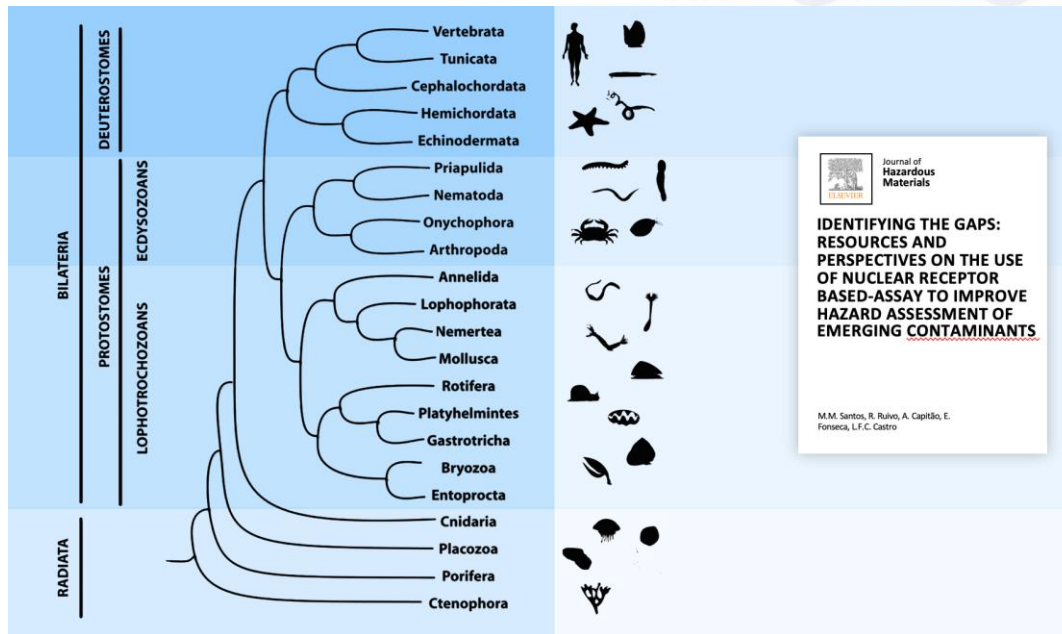 BILATERIA
RADIATA
DEUTEROSTOMES
PROTOSTOMES
ECDYSOZOANS
LOPHOTROCHOZOANS
Vertebrata
Tunicata
Cephalochordata
Hemichordata
Echinodermata
Priapulida
Nematoda
Onychophora
Arthropoda
Annelida
Lophophorata
Nemertea
Mollusca
Rotifera
Platyhelmintes
Gastrotricha
Bryozoa
Entoprocta
Cnidaria
Placozoa
Porifera
Ctenophora
ELSEVIER
Journal of
Hazardous
Materials
IDENTIFYING THE GAPS:
RESOURCES AND
PERSPECTIVES ON THE USE
OF NUCLEAR RECEPTOR
BASED-ASSAY TO IMPROVE
HAZARD ASSESSMENT OF
EMERGING CONTAMINANTS
M.M. Santos, R. Ruivo, A. Capitão, E.
Fonseca, L.F.C. Castro